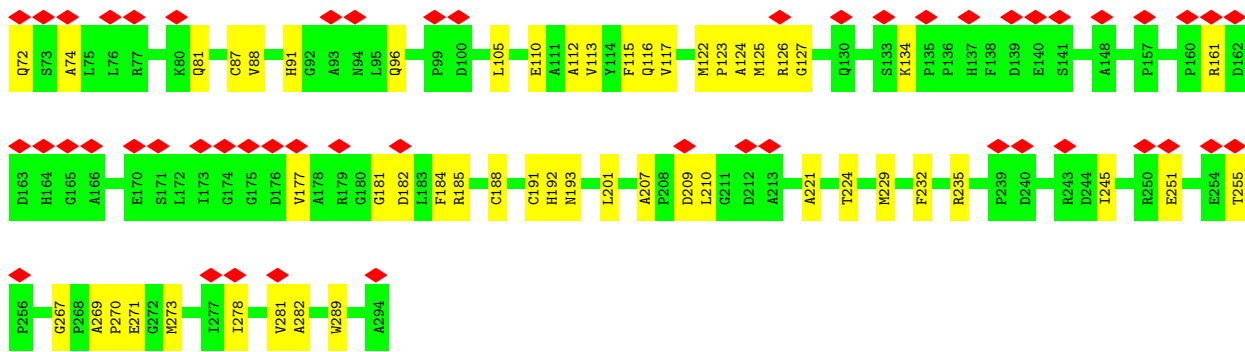 Q72 S73 A74 L75 L76 R77 K80 Q81 C87 V88 H91 G92 A93 N94 L95 Q96 P99 D100 L105 E110 A111 A112 V113 Y114 F115 Q116 V117 M122 P123 A124 M125 R126 G127 Q130 S133 K134 P135 P136 H137 F138 D139 E140 S141 A148 P157 P160 R161 D162
D163 H164 G165 A166 E170 S171 L172 I173 G174 G175 D176 V177 A178 R179 G180 G181 D182 L183 F184 R185 C188 C191 H192 N193 L201 A207 P208 D209 L210 G211 D212 A213 A221 T224 M229 F232 R235 P239 D240 R243 D244 I245 R250 E251 E254 T255
P256 G267 P268 A269 P270 E271 G272 M273 I277 I278 V281 A282 W289 A294